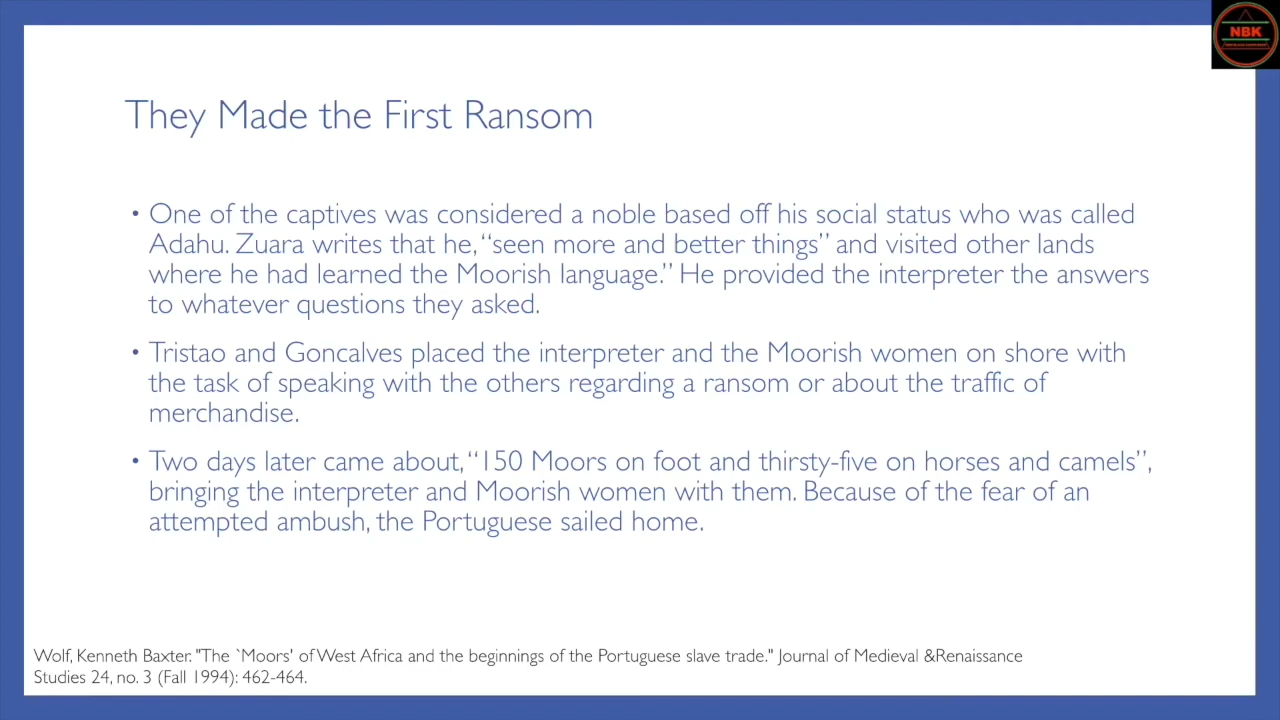 NBK
They Made the First Ransom
• One of the captives was considered a noble based off his social status who was called
Adahu. Zuara writes that he, “seen more and better things” and visited other lands
where he had learned the Moorish language.” He provided the interpreter the answers
to whatever questions they asked.
• Tristao and Goncalves placed the interpreter and the Moorish women on shore with
the task of speaking with the others regarding a ransom or about the traffic of
merchandise.
• Two days later came about, “150 Moors on foot and thirsty-five on horses and camels”,
bringing the interpreter and Moorish women with them. Because of the fear of an
attempted ambush, the Portuguese sailed home.
Wolf, Kenneth Baxter. "The `Moors' of West Africa and the beginnings of the Portuguese slave trade." Journal of Medieval &Renaissance
Studies 24, no. 3 (Fall 1994): 462-464.